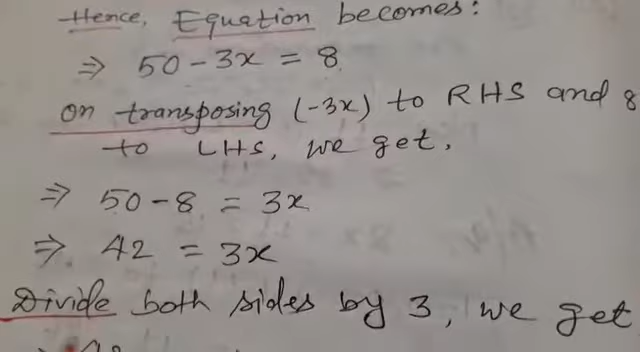 Hence, Equation becomes:
⇒ 50 - 3x = 8
on transposing (-3x) to RHS and 8
to LHS, we get,
⇒ 50 - 8 = 3x
⇒ 42 = 3x
Divide both sides by 3, we get